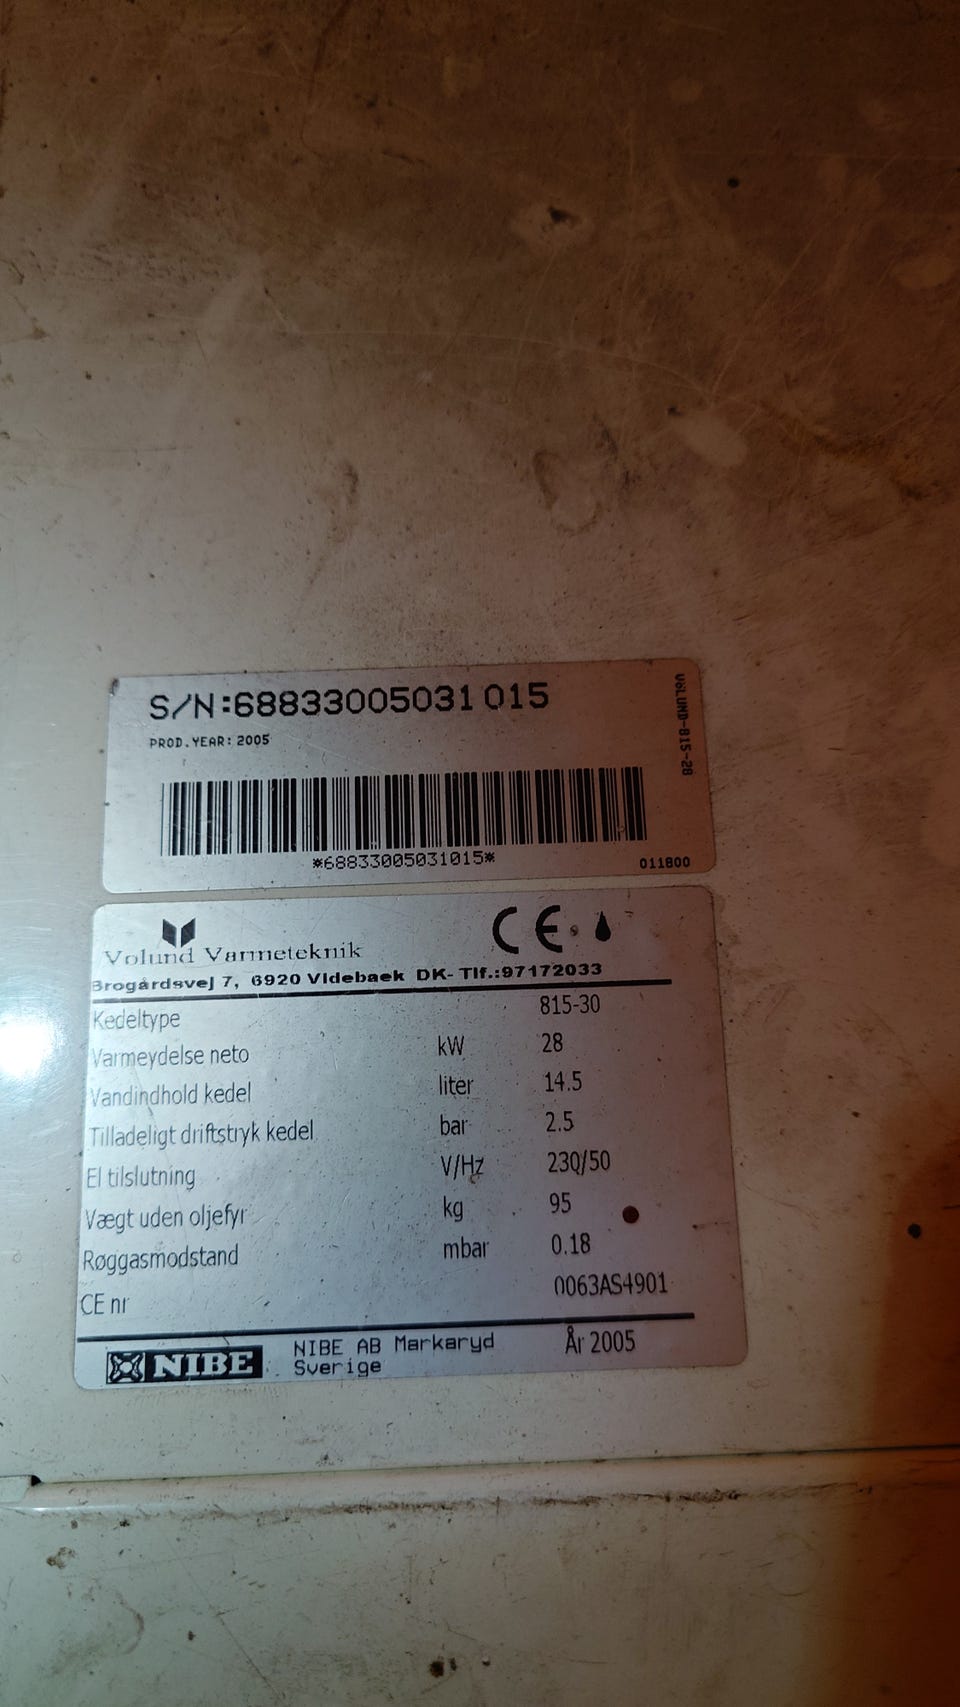 S/N:68833005031 015
PROD.YEAR: 2005
VØLUND-815-28
*68833005031015*
011800
Volund Varmeteknik
CE
Brogårdsvej 7, 6920 Videbaek DK- Tlf.:97172033
Kedeltype 815-30
Varmeydelse neto kW 28
Vandindhold kedel liter 14.5
Tilladeligt driftstryk kedel bar 2.5
El tilslutning V/Hz 230/50
Vægt uden oljefyr kg 95
Røggasmodstand mbar 0.18
CE nr 0063AS4901
NIBE NIBE AB Markaryd År 2005
Sverige